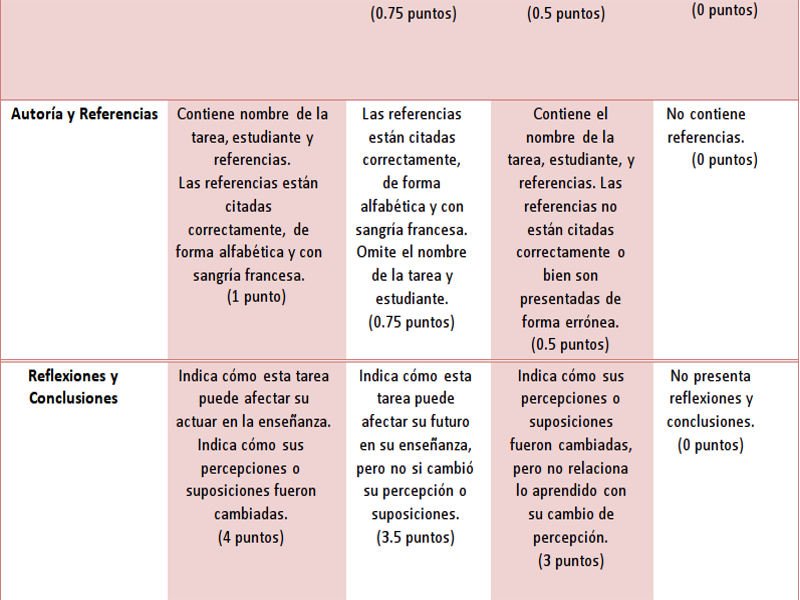 (0.75 puntos)
(0.5 puntos)
(0 puntos)
Autoría y Referencias
Contiene nombre de la
tarea, estudiante y
referencias.
Las referencias están
citadas
correctamente, de
forma alfabética y con
sangría francesa.
(1 punto)
Las referencias
están citadas
correctamente,
de forma
alfabética y con
sangría francesa.
Omite el nombre
de la tarea y
estudiante.
(0.75 puntos)
Contiene el
nombre de la
tarea, estudiante, y
referencias. Las
referencias no
están citadas
correctamente o
bien son
presentadas de
forma errónea.
(0.5 puntos)
No contiene
referencias.
(0 puntos)
Reflexiones y
Conclusiones
Indica cómo esta tarea
puede afectar su
actuar en la enseñanza.
Indica cómo sus
percepciones o
suposiciones fueron
cambiadas.
(4 puntos)
Indica cómo esta
tarea puede
afectar su futuro
en su enseñanza,
pero no si cambió
su percepción o
suposiciones.
(3.5 puntos)
Indica cómo sus
percepciones o
suposiciones
fueron cambiadas,
pero no relaciona
lo aprendido con
su cambio de
percepción.
(3 puntos)
No presenta
reflexiones y
conclusiones.
(0 puntos)